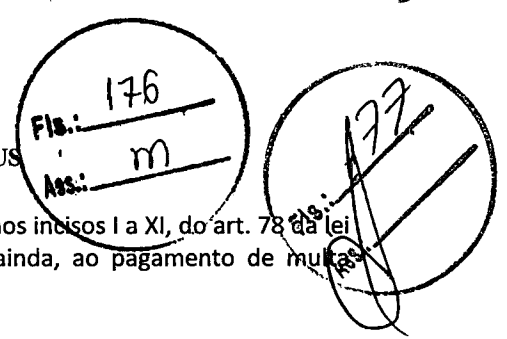 176
Fls.:
Ass.: m
177
Fls.:
Ass.:
US
nos incisos I a XI, do art. 78 da lei
ainda, ao pagamento de multa